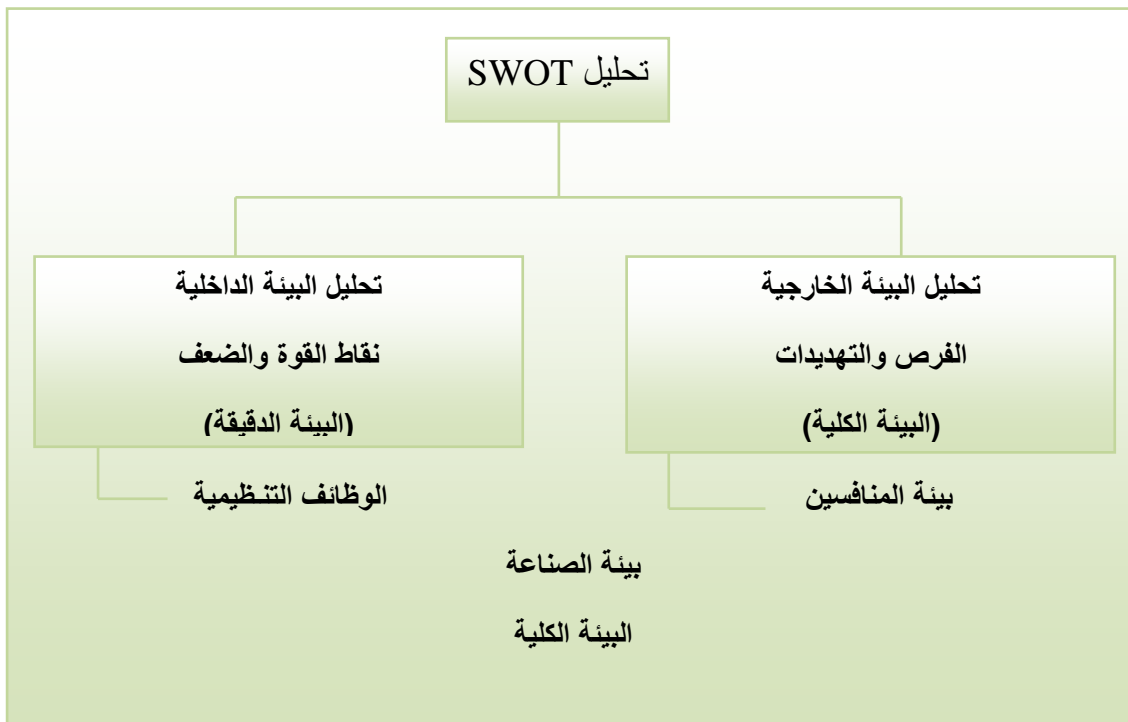 تحليل SWOT
تحليل البيئة الخارجية
الفرص والتهديدات
(البيئة الكلية)
بيئة المنافسين
تحليل البيئة الداخلية
نقاط القوة والضعف
(البيئة الدقيقة)
الوظائف التنظيمية
بيئة الصناعة
البيئة الكلية